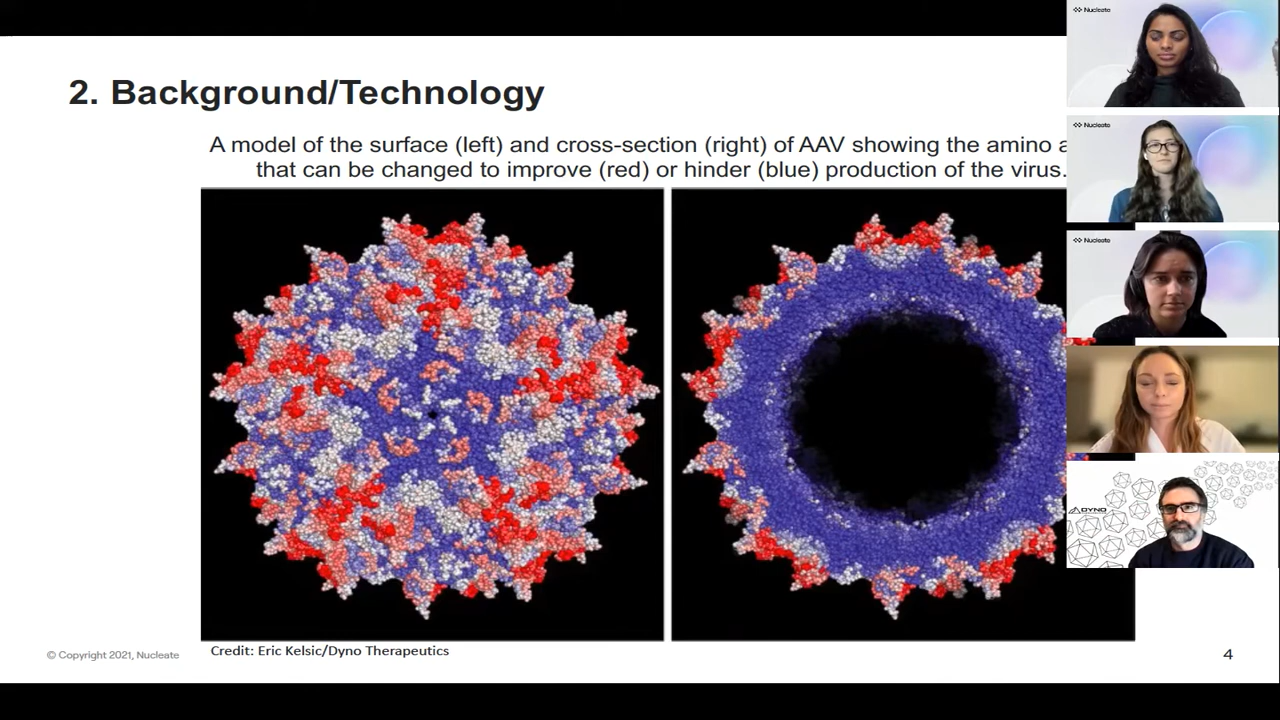 2. Background/Technology
A model of the surface (left) and cross-section (right) of AAV showing the amino
that can be changed to improve (red) or hinder (blue) production of the virus.
Credit: Eric Kelsic/Dyno Therapeutics
© Copyright 2021, Nucleate
4
Nucleate
Nucleate
Nucleate
DYNO